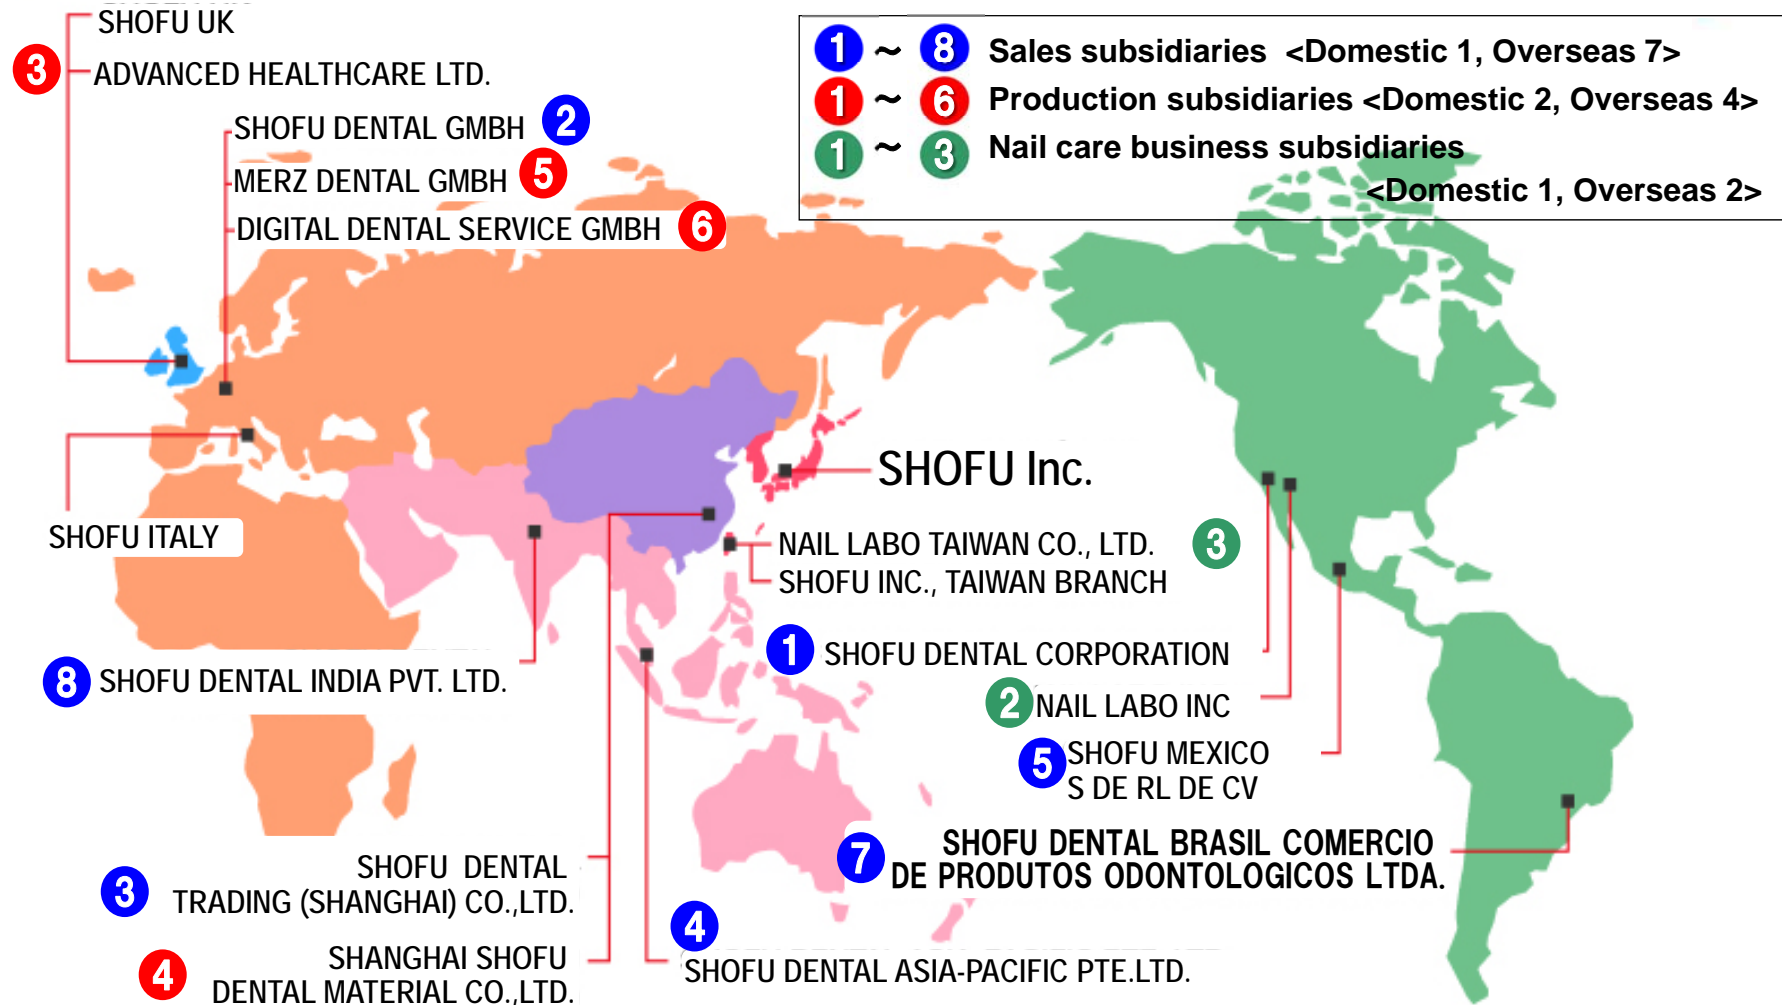 SHOFU UK
3
ADVANCED HEALTHCARE LTD.
SHOFU DENTAL GMBH 2
MERZ DENTAL GMBH 5
DIGITAL DENTAL SERVICE GMBH 6
1 ~ 8 Sales subsidiaries <Domestic 1, Overseas 7>
1 ~ 6 Production subsidiaries <Domestic 2, Overseas 4>
1 ~ 3 Nail care business subsidiaries
<Domestic 1, Overseas 2>
SHOFU Inc.
SHOFU ITALY
NAIL LABO TAIWAN CO., LTD. 3
SHOFU INC., TAIWAN BRANCH
1 SHOFU DENTAL CORPORATION
8 SHOFU DENTAL INDIA PVT. LTD.
2 NAIL LABO INC
5 SHOFU MEXICO
S DE RL DE CV
7 SHOFU DENTAL BRASIL COMERCIO
DE PRODUTOS ODONTOLOGICOS LTDA.
3 SHOFU DENTAL
TRADING (SHANGHAI) CO.,LTD.
4 SHANGHAI SHOFU
DENTAL MATERIAL CO.,LTD.
4
SHOFU DENTAL ASIA-PACIFIC PTE.LTD.